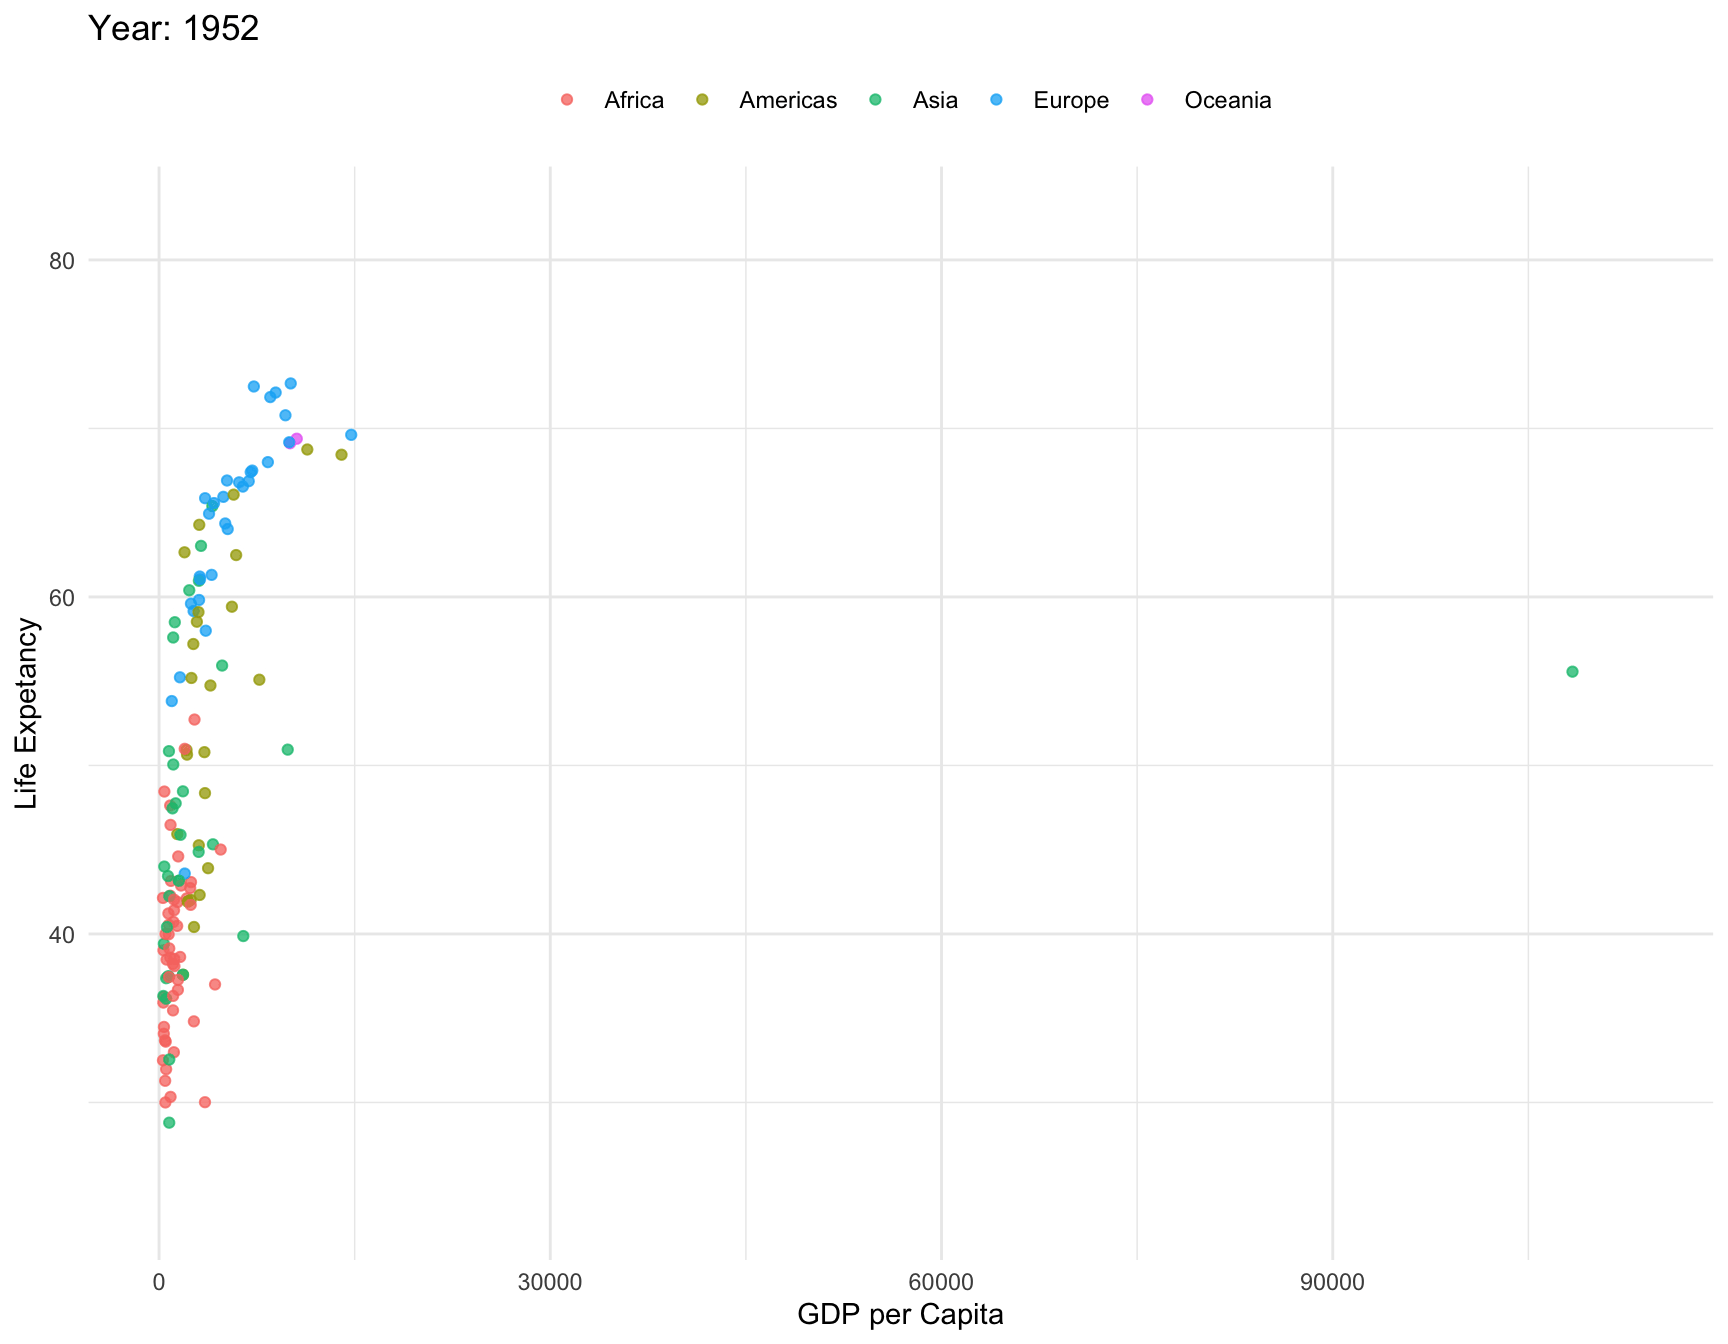 Year: 1952
Africa Americas Asia Europe Oceania
80
60
40
Life Expetancy
0 30000 60000 90000
GDP per Capita